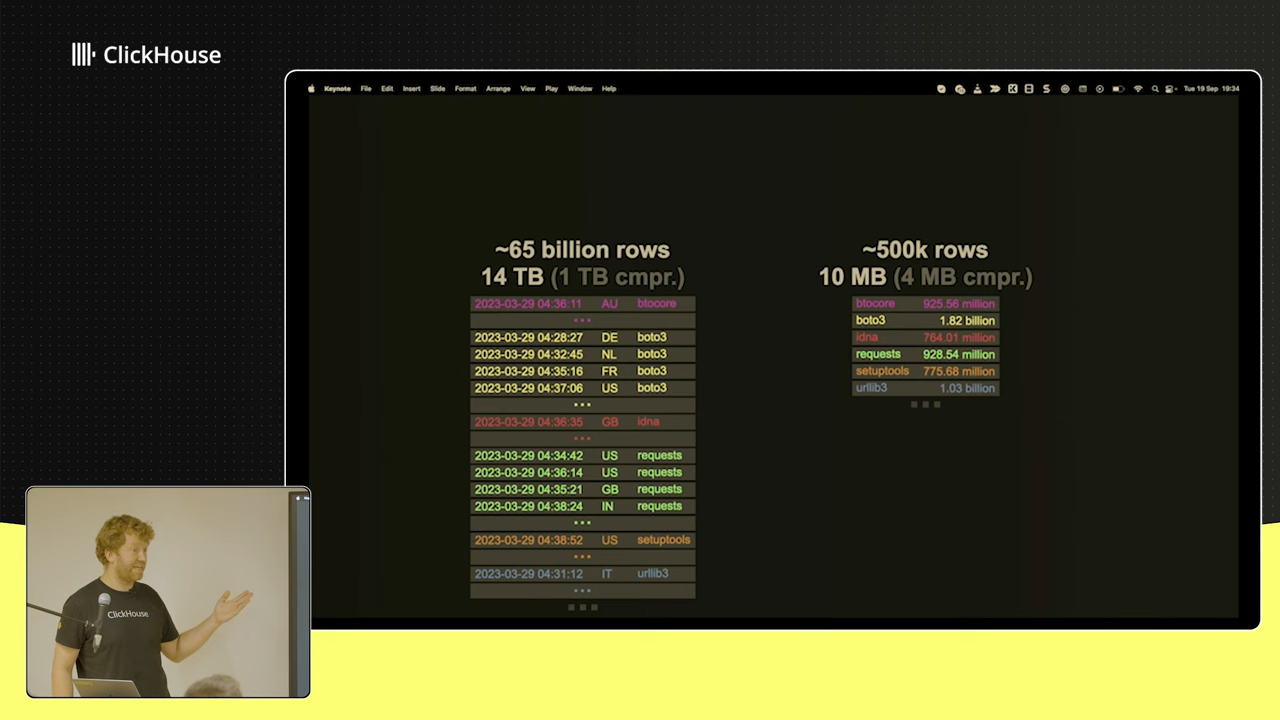 ClickHouse
Keynote File Edit Insert Slide Format Arrange View Play Window Help
Tue 19 Sep 19:34
~65 billion rows
14 TB (1 TB cmpr.)
2023-03-29 04:36:11 AU btocore
...
2023-03-29 04:28:27 DE boto3
2023-03-29 04:32:45 NL boto3
2023-03-29 04:35:16 FR boto3
2023-03-29 04:37:06 US boto3
...
2023-03-29 04:36:35 GB idna
...
2023-03-29 04:34:42 US requests
2023-03-29 04:36:14 US requests
2023-03-29 04:35:21 GB requests
2023-03-29 04:38:24 IN requests
...
2023-03-29 04:38:52 US setuptools
...
2023-03-29 04:31:12 IT urllib3
...
~500k rows
10 MB (4 MB cmpr.)
btocore 925.56 million
boto3 1.82 billion
idna 764.01 million
requests 928.54 million
setuptools 775.68 million
urllib3 1.03 billion
ClickHouse